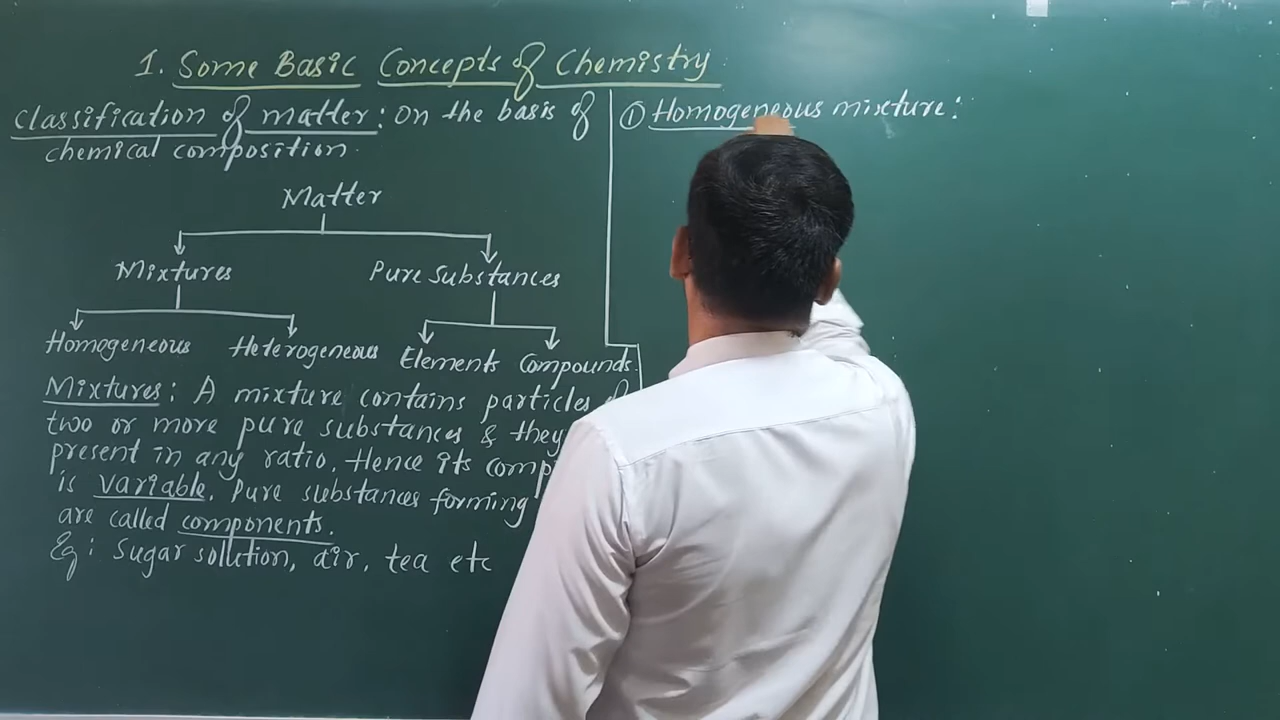 1. Some Basic Concepts of Chemistry
Classification of matter: On the basis of
chemical composition.
Matter
Mixtures Pure Substances
Homogeneous Heterogeneous Elements Compounds.
Mixtures: A mixture contains particles
two or more pure substances & they
present in any ratio. Hence its
is variable. Pure substances forming
are called components.
Eg: Sugar solution, air, tea etc
① Homogeneous mixture: